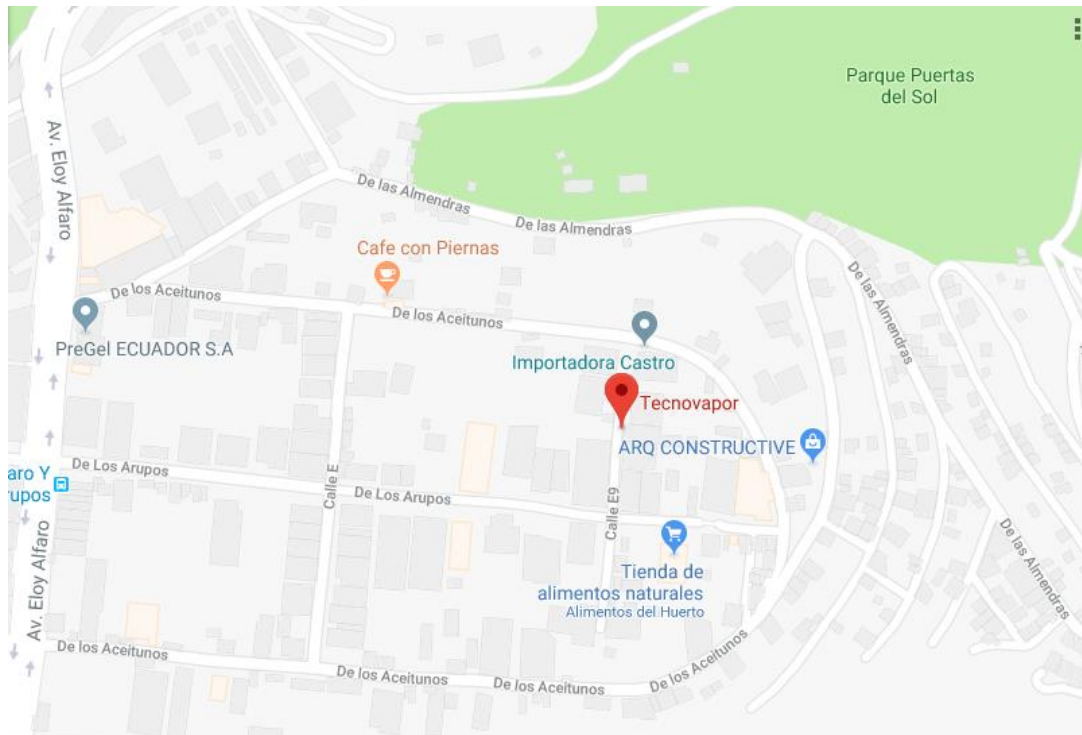 Parque Puertas
del Sol
Av. Eloy Alfaro
De las Almendras
De las Almendras
Cafe con Piernas
De las Almendras
De los Aceitunos
De los Aceitunos
PreGel ECUADOR S.A
Importadora Castro
Tecnovapor
ARQ CONSTRUCTIVE
aro Y
rupos
De Los Arupos
Calle E
De Los Arupos
Calle E9
Av. Eloy Alfaro
Tienda de
alimentos naturales
Alimentos del Huerto
De las Almendras
De los Aceitunos
De los Aceitunos
De los Aceitunos
De los Aceitunos